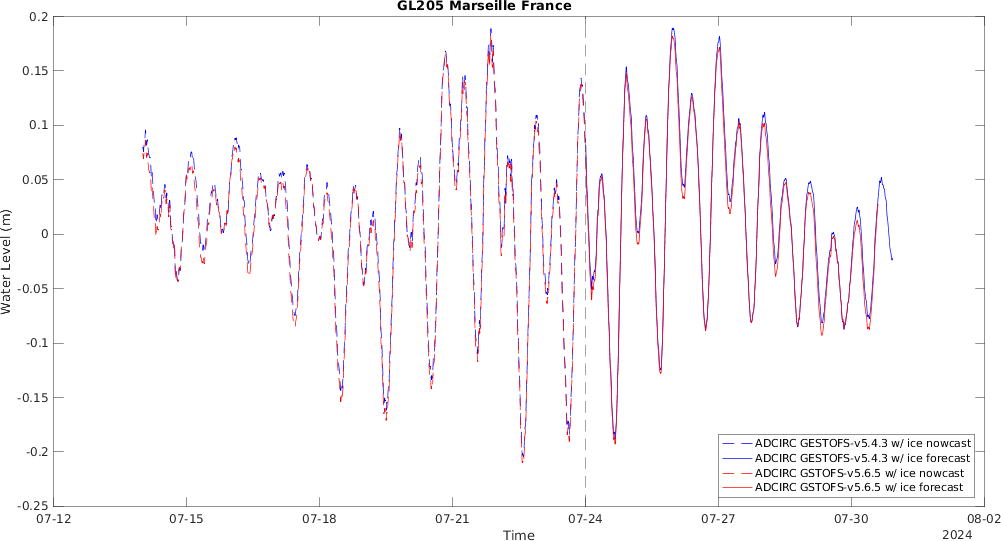 GL205 Marseille France
0.2
0.15
0.1
0.05
0
-0.05
-0.1
-0.15
-0.2
-0.25
Water Level (m)
07-12 07-15 07-18 07-21 07-24 07-27 07-30 08-02
Time
2024
ADCIRC GESTOFS-v5.4.3 w/ ice nowcast
ADCIRC GESTOFS-v5.4.3 w/ ice forecast
ADCIRC GSTOFS-v5.6.5 w/ ice nowcast
ADCIRC GSTOFS-v5.6.5 w/ ice forecast